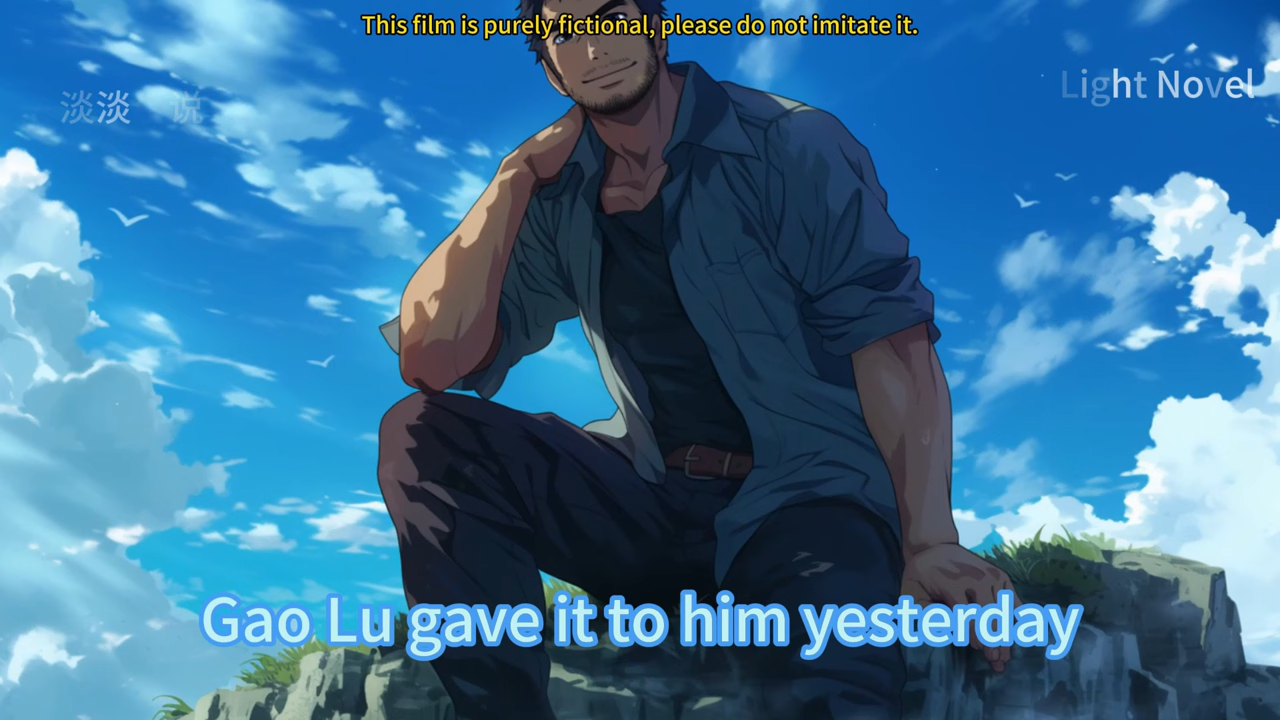 This film is purely fictional, please do not imitate it.
Light Novel
淡淡 说
Gao Lu gave it to him yesterday